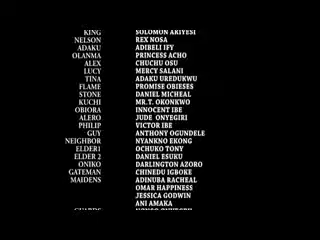 KING SOLOMON AKIYESI
NELSON REX NOSA
ADAKU ADIBELI IFY
OLANMA PRINCESS ACHO
ALEX CHUCHU OSU
LUCY MERCY SALANI
TINA ADAKU UREDUKWU
FLAME PROMISE OBIESES
STONE DANIEL MICHEAL
KUCHI MR.T. OKONKWO
OBIORA INNOCENT IBE
ALERO JUDE ONYEGIRI
PHILIP VICTOR IBE
GUY ANTHONY OGUNDELE
NEIGHBOR NYANKNO EKONG
ELDER1 OCHUKO TONY
ELDER 2 DANIEL ESUKU
ONIKO DARLINGTON AZORO
GATEMAN CHINEDU IGBOKE
MAIDENS ADINUBA RACHEAL
OMAR HAPPINESS
JESSICA GODWIN
ANI AMAKA